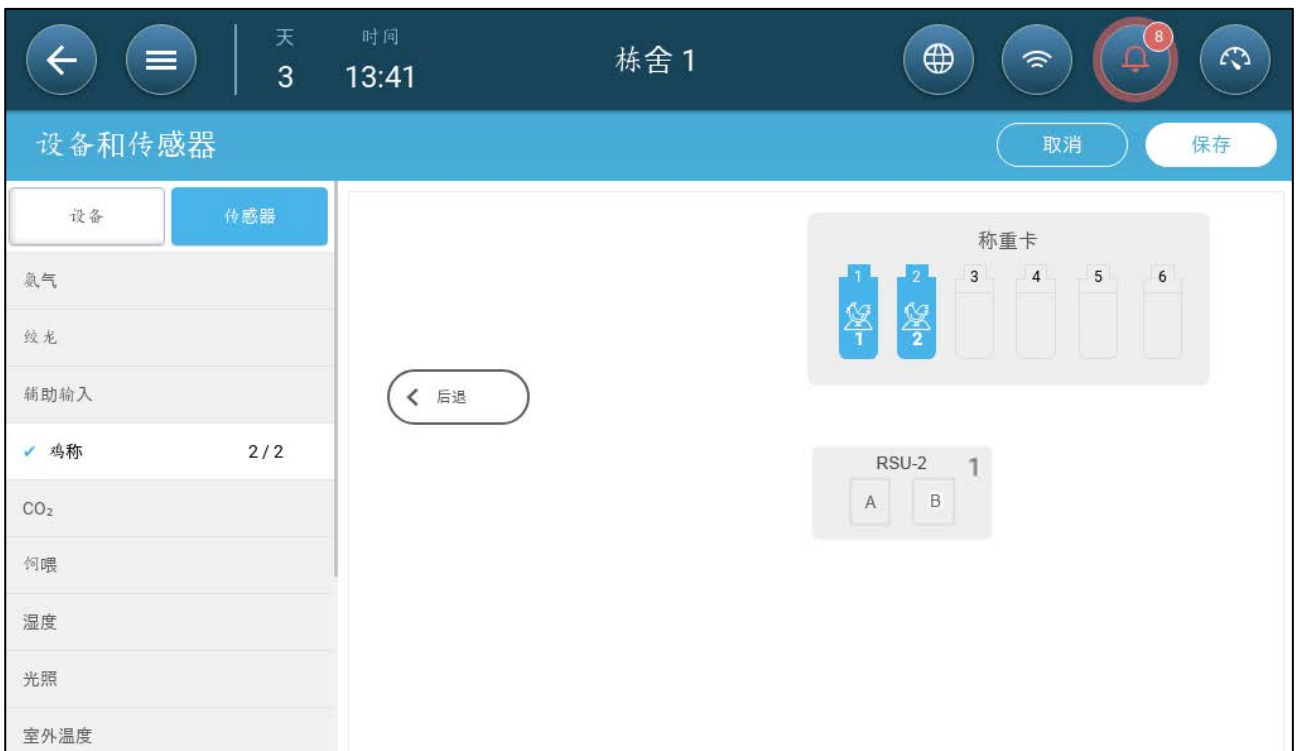 天 时间
3 13:41 栋舍 1 8
设备和传感器 取消 保存
设备 传感器
氨气
绞龙
辅助输入
鸡称 2 / 2
CO₂
饲喂
湿度
光照
室外温度
后退
称重卡
1 2 3 4 5 6
1 2
RSU-2 1
A B